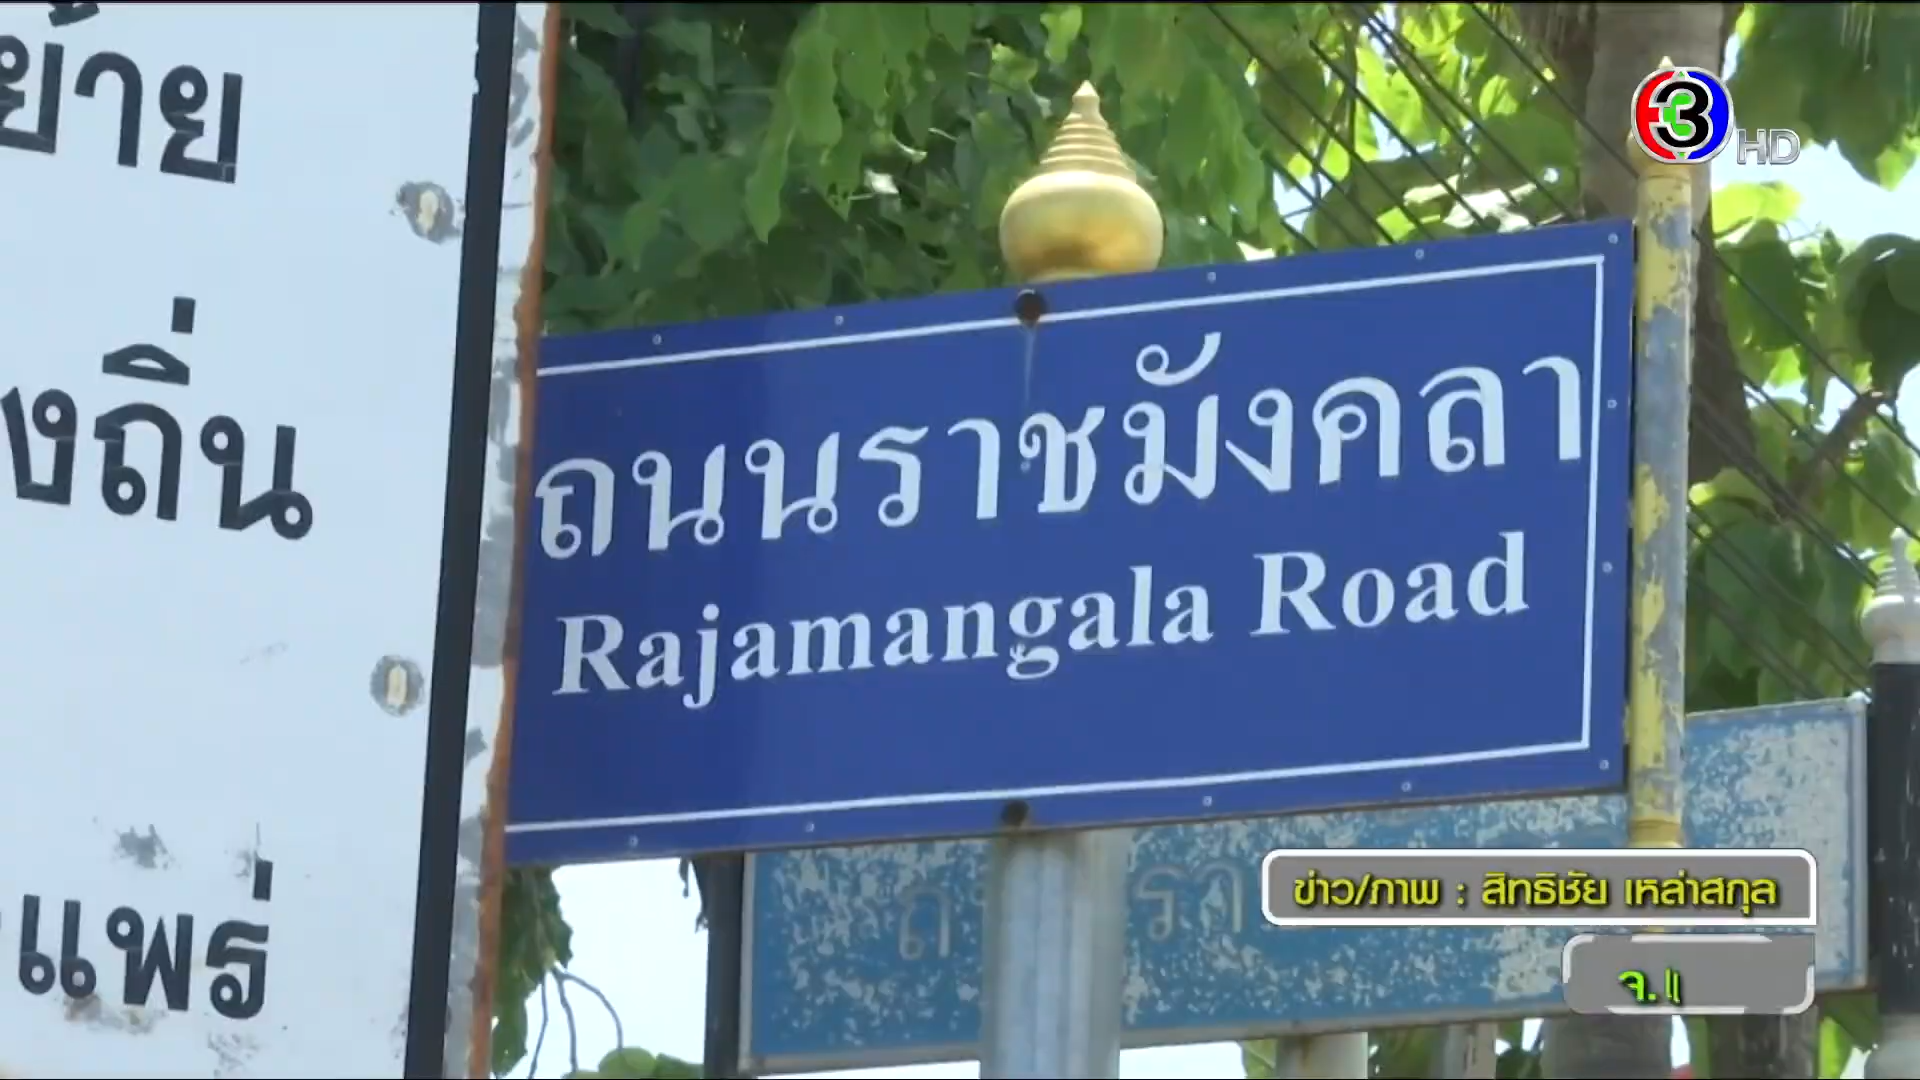 ย้าย
งถิ่น
แพร่
ถนนราชมังคลา
Rajamangala Road
3 HD
ข่าว/ภาพ : สิทธิชัย เหล่าสกุล
จ.แ